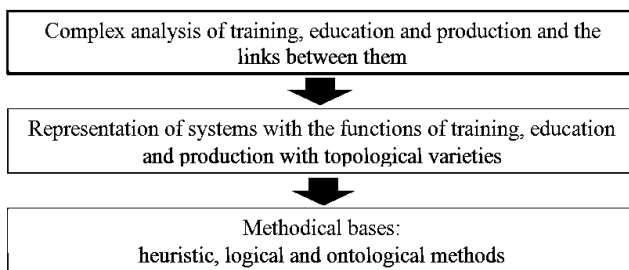 Complex analysis of training, education and production and the
links between them
Representation of systems with the functions of training, education
and production with topological varieties
Methodical bases:
heuristic, logical and ontological methods